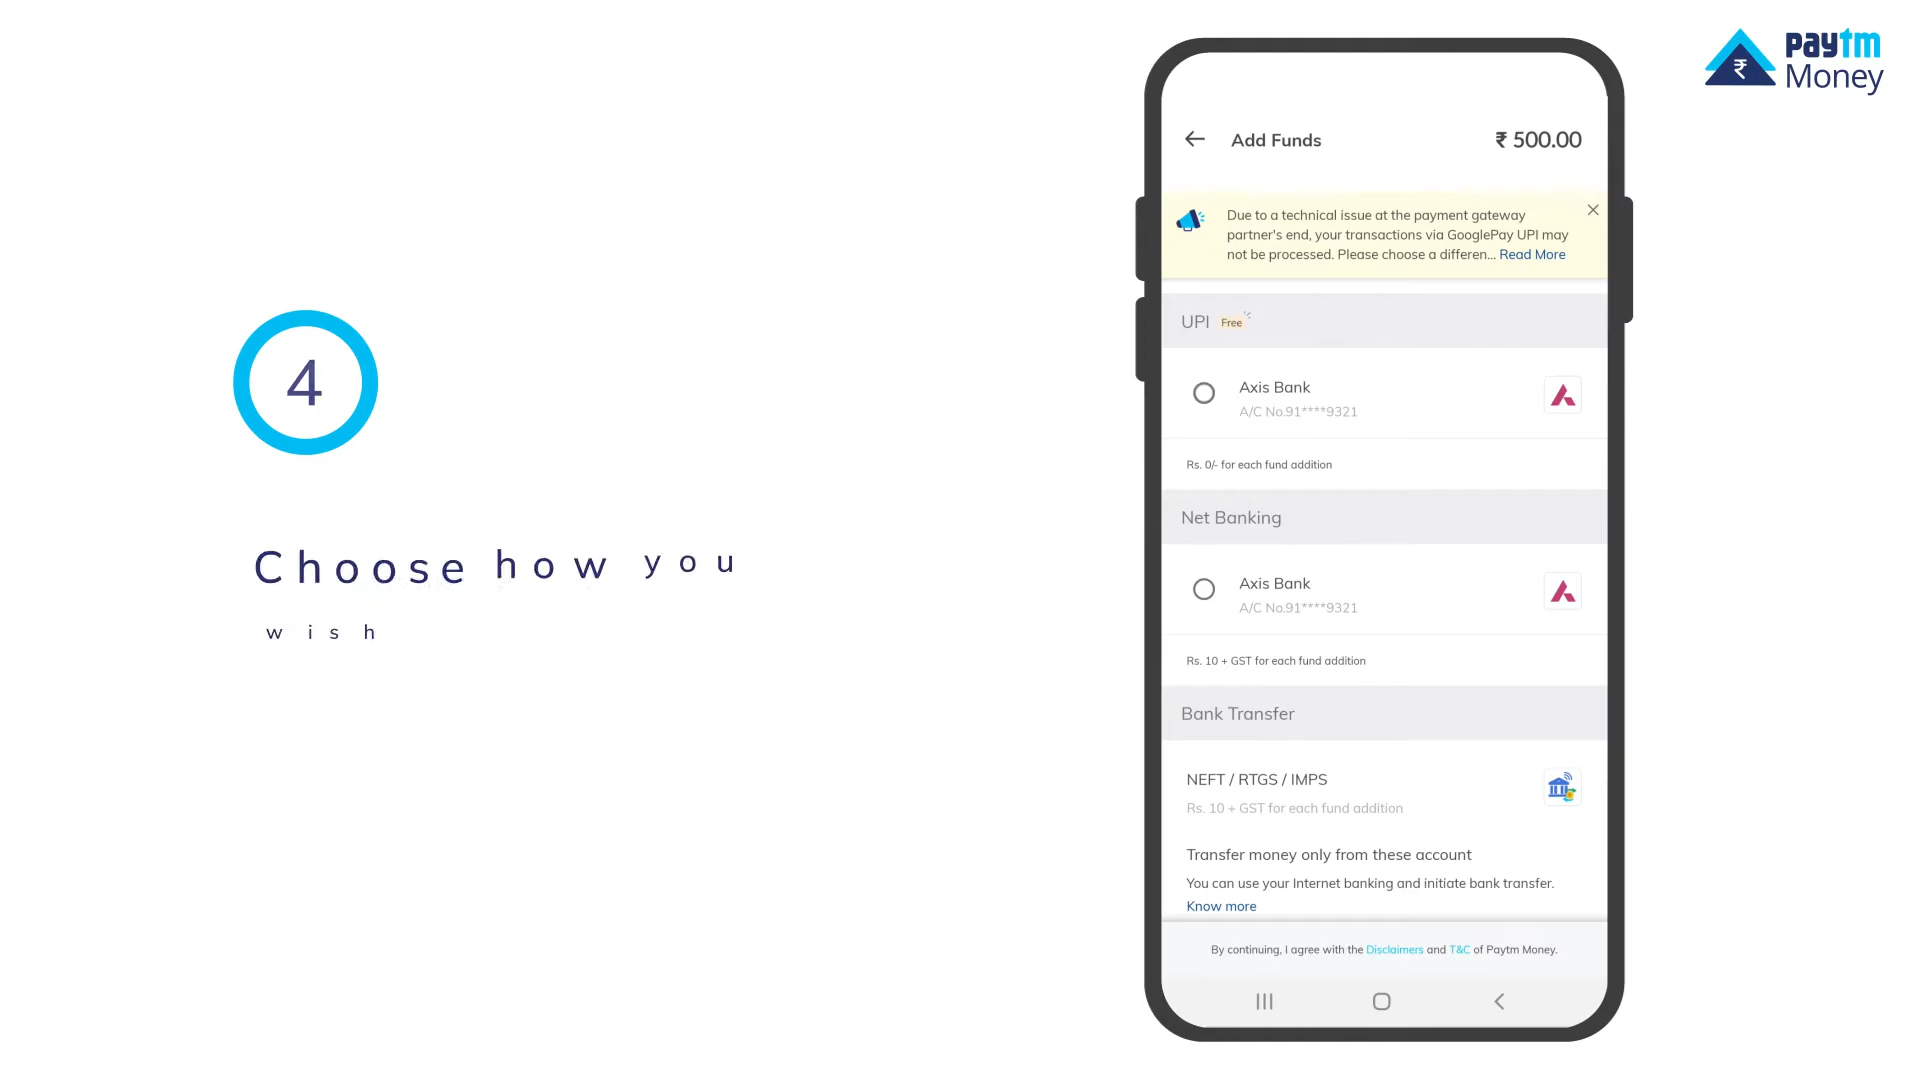 paytm
Money
4
Choose how you
wish
Add Funds
₹ 500.00
Due to a technical issue at the payment gateway
partner's end, your transactions via GooglePay UPI may
not be processed. Please choose a differen... Read More
UPI Free
Axis Bank
A/C No.91****9321
Rs. 0/- for each fund addition
Net Banking
Axis Bank
A/C No.91****9321
Rs. 10 + GST for each fund addition
Bank Transfer
NEFT / RTGS / IMPS
Rs. 10 + GST for each fund addition
Transfer money only from these account
You can use your Internet banking and initiate bank transfer.
Know more
By continuing, I agree with the Disclaimers and T&C of Paytm Money.